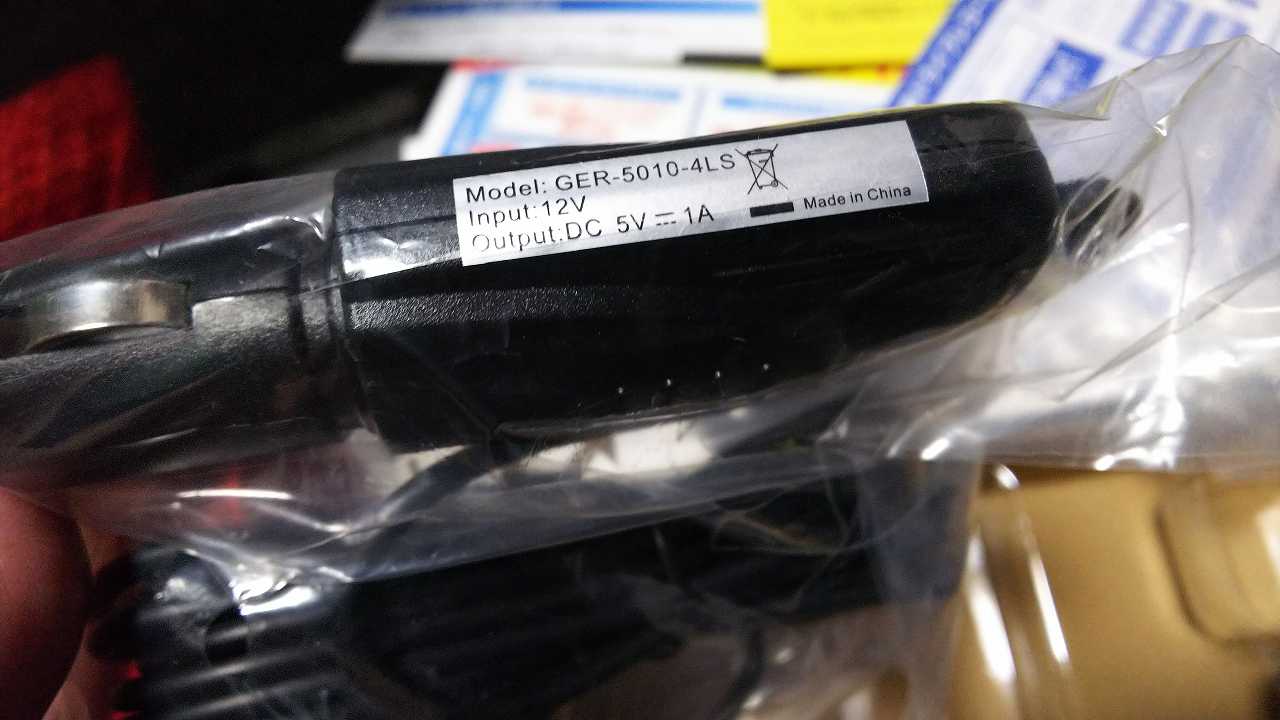 Model: GER-5010-4LS
Input:12V
Output:DC 5V ⎓ 1A
Made in China